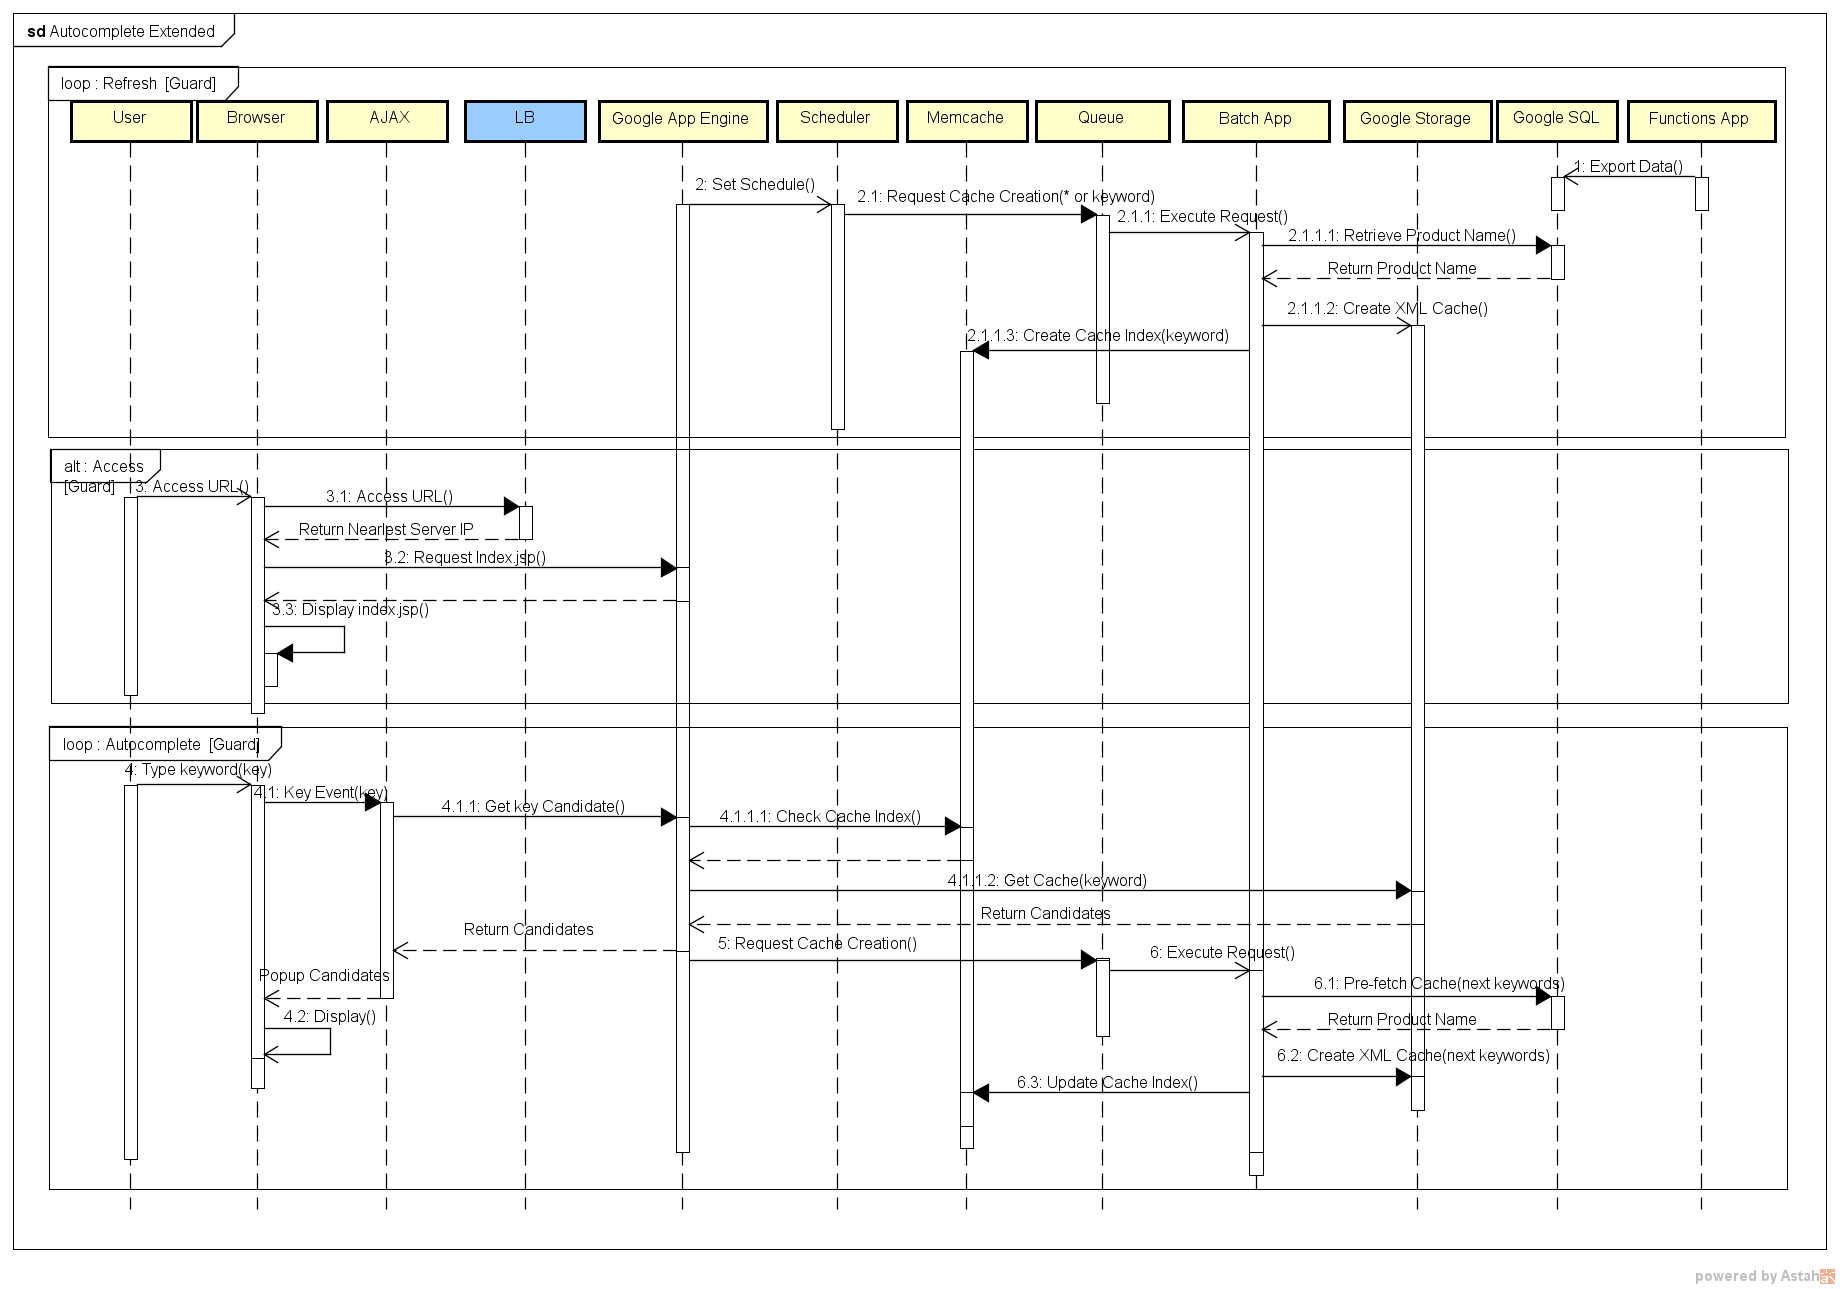 sd Autocomplete Extended
loop : Refresh [Guard]
User Browser AJAX LB Google App Engine Scheduler Memcache Queue Batch App Google Storage Google SQL Functions App
1: Export Data()
2: Set Schedule()
2.1: Request Cache Creation(* or keyword)
2.1.1: Execute Request()
2.1.1.1: Retrieve Product Name()
Return Product Name
2.1.1.2: Create XML Cache()
2.1.1.3: Create Cache Index(keyword)
alt : Access
[Guard]
3: Access URL()
3.1: Access URL()
Return Nearlest Server IP
3.2: Request Index.jsp()
3.3: Display index.jsp()
loop : Autocomplete [Guard]
4: Type keyword(key)
4.1: Key Event(key)
4.1.1: Get key Candidate()
4.1.1.1: Check Cache Index()
4.1.1.2: Get Cache(keyword)
Return Candidates
Return Candidates
5: Request Cache Creation()
6: Execute Request()
Popup Candidates
6.1: Pre-fetch Cache(next keywords)
4.2: Display()
Return Product Name
6.2: Create XML Cache(next keywords)
6.3: Update Cache Index()
powered by Astah